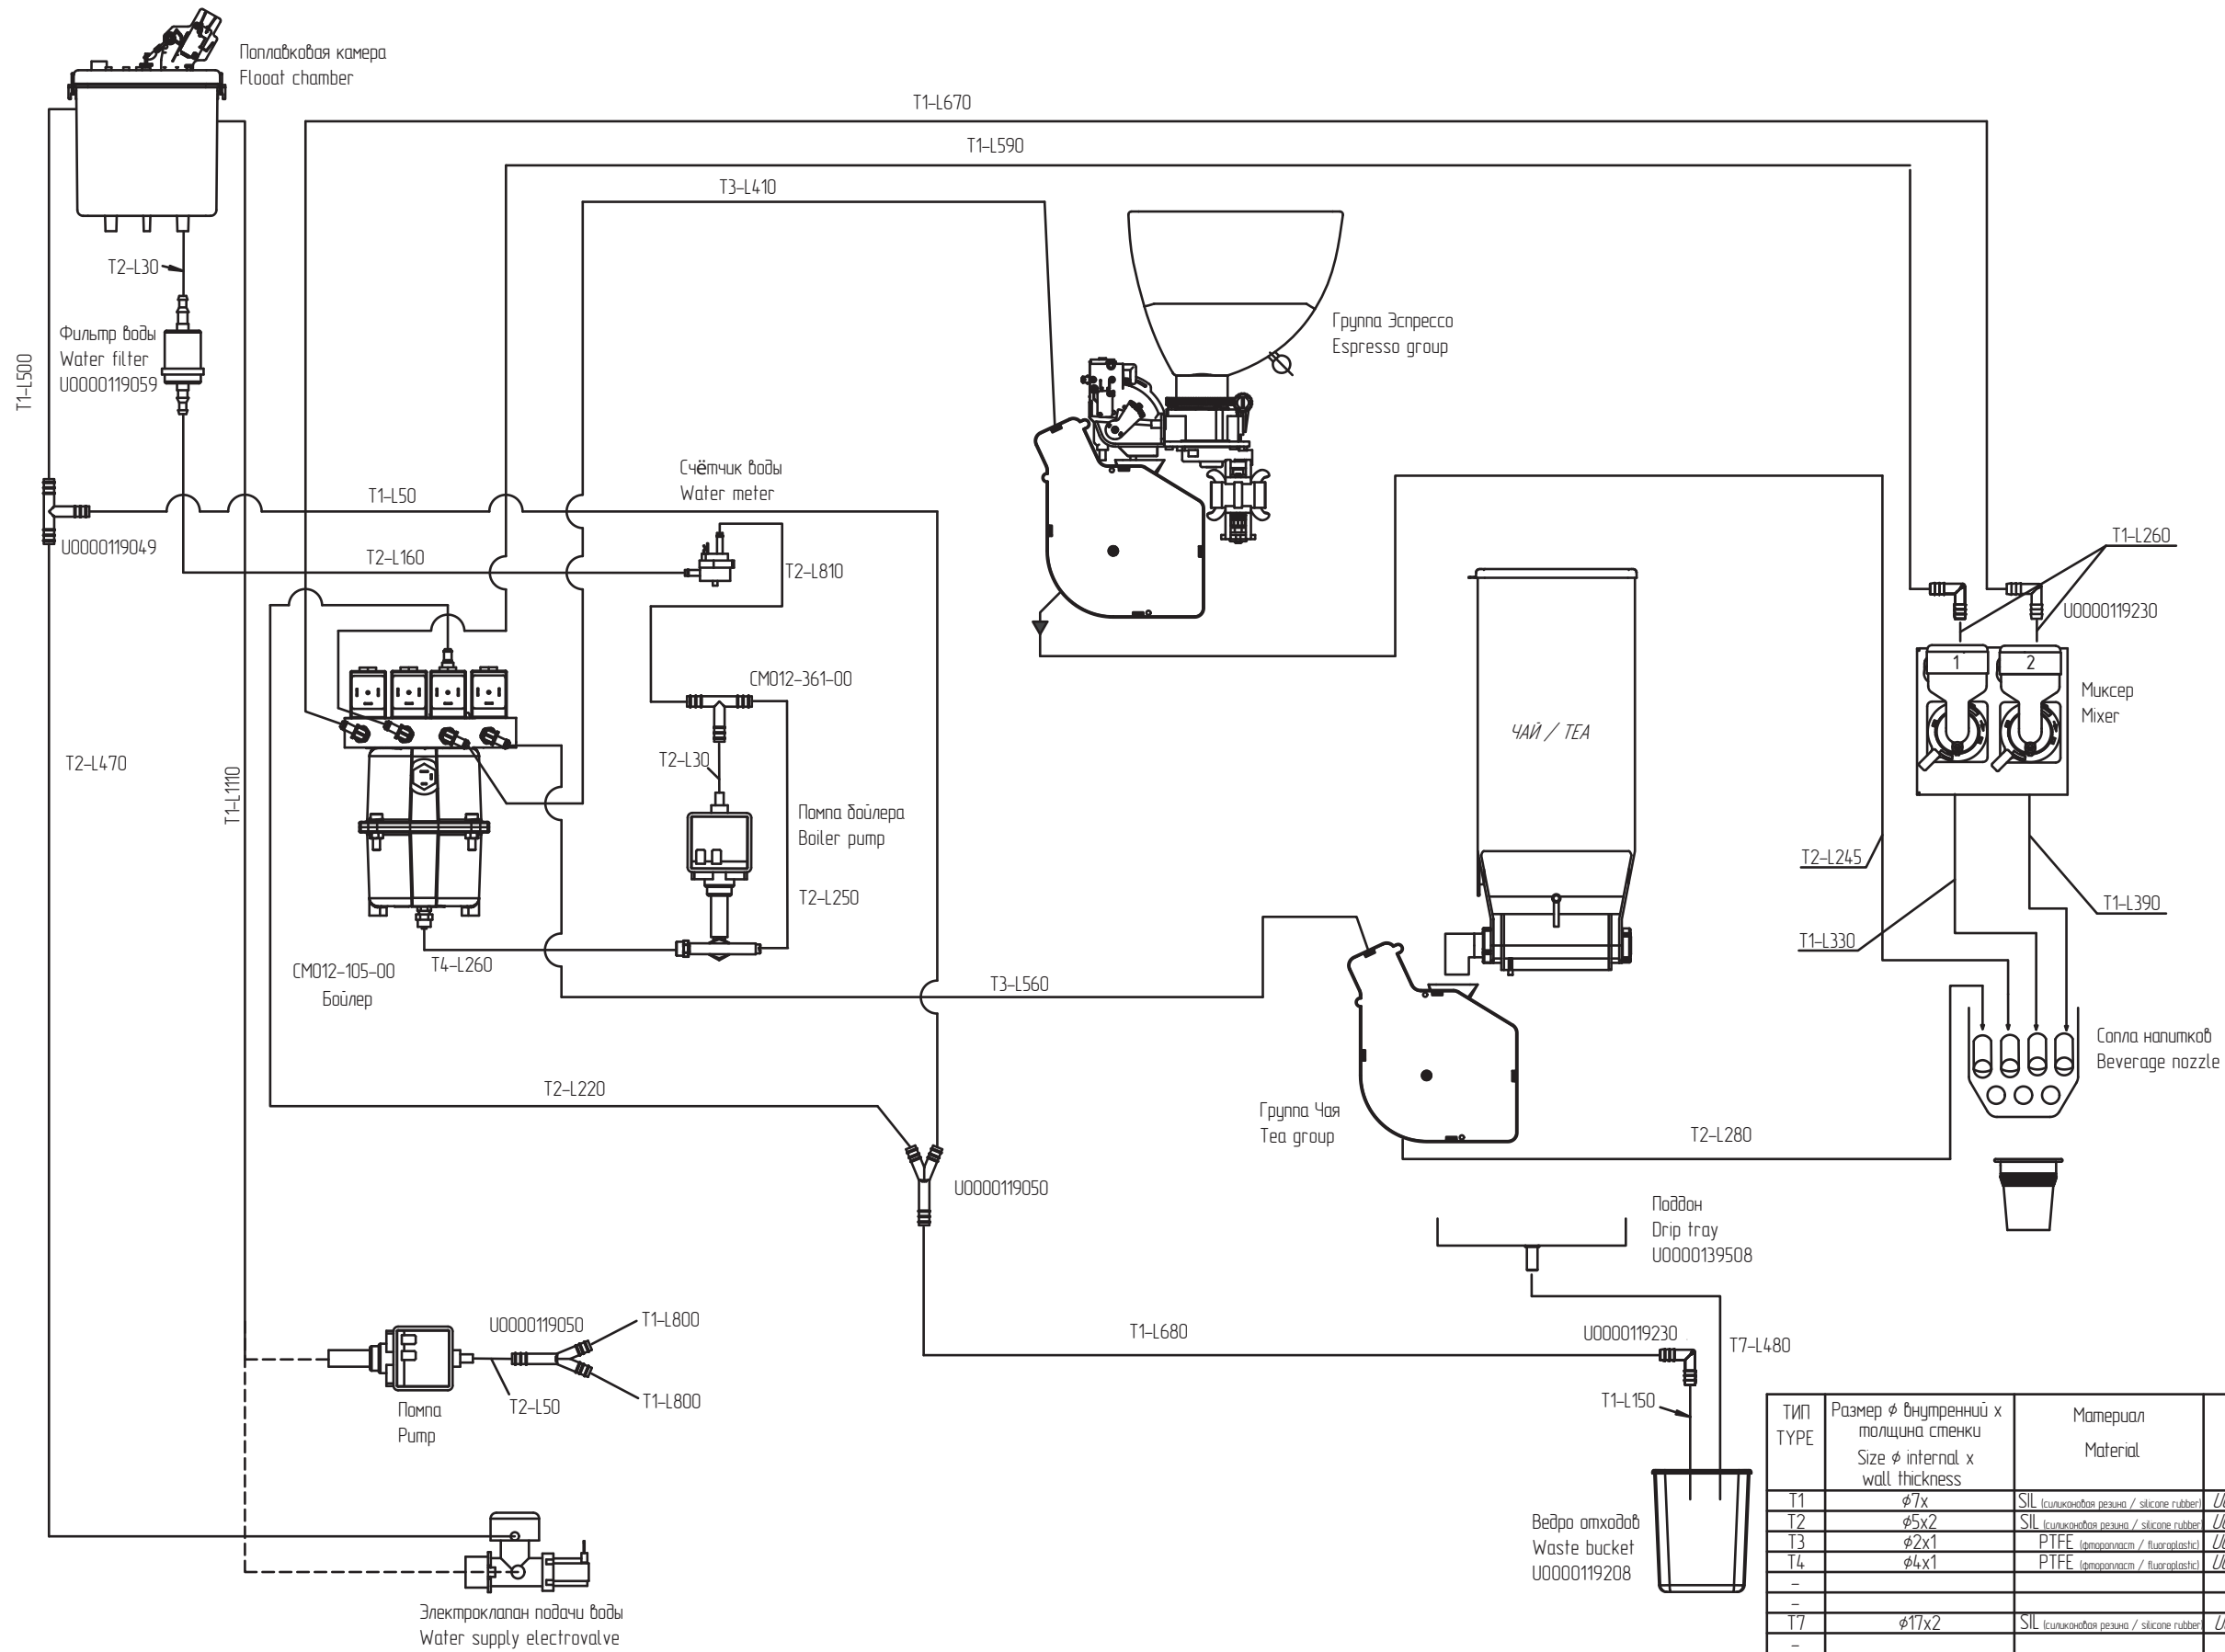 Поплавковая камера
Flooat chamber
T1-L670
T1-L590
T3-L410
T2-L30
Фильтр воды
Water filter
U0000119059
T1-L500
Группа Эспрессо
Espresso group
Счётчик воды
Water meter
T1-L50
U0000119049
T2-L160
T2-L810
T1-L260
U0000119230
1
2
Миксер
Mixer
CM012-361-00
ЧАЙ / TEA
T2-L470
T1-L1110
T2-L30
Помпа бойлера
Boiler pump
T2-L250
T2-L245
T1-L390
T1-L330
CM012-105-00
Бойлер
T4-L260
T3-L560
Сопла напитков
Beverage nozzle
T2-L220
Группа Чая
Tea group
T2-L280
U0000119050
Поддон
Drip tray
U0000139508
U0000119050
T1-L800
T1-L800
T2-L50
Помпа
Pump
T1-L680
U0000119230
T7-L480
T1-L150
Ведро отходов
Waste bucket
U0000119208
Электроклапан подачи воды
Water supply electrovalve
ТИП
TYPE
Размер ϕ внутренний x
толщина стенки
Size ϕ internal x
wall thickness
Материал
Material
T1 ϕ7x SIL (силиконовая резина / silicone rubber)
T2 ϕ5x2 SIL (силиконовая резина / silicone rubber)
T3 ϕ2x1 PTFE (фторопласт / fluoroplastic)
T4 ϕ4x1 PTFE (фторопласт / fluoroplastic)
-
-
T7 ϕ17x2 SIL (силиконовая резина / silicone rubber)
-